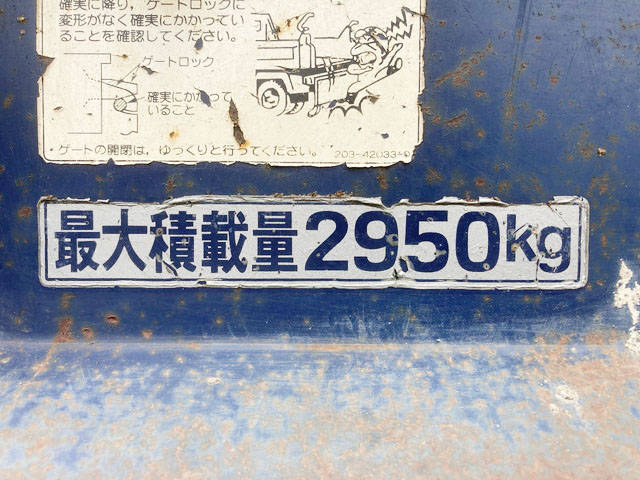 確実に降り，ゲートロックに
変形がなく確実にかかってい
ることを確認してください。
ゲートロック
確実にかかって
いること
・ゲートの開閉は，ゆっくりと行ってください。
203-42033-0
最大積載量2950kg